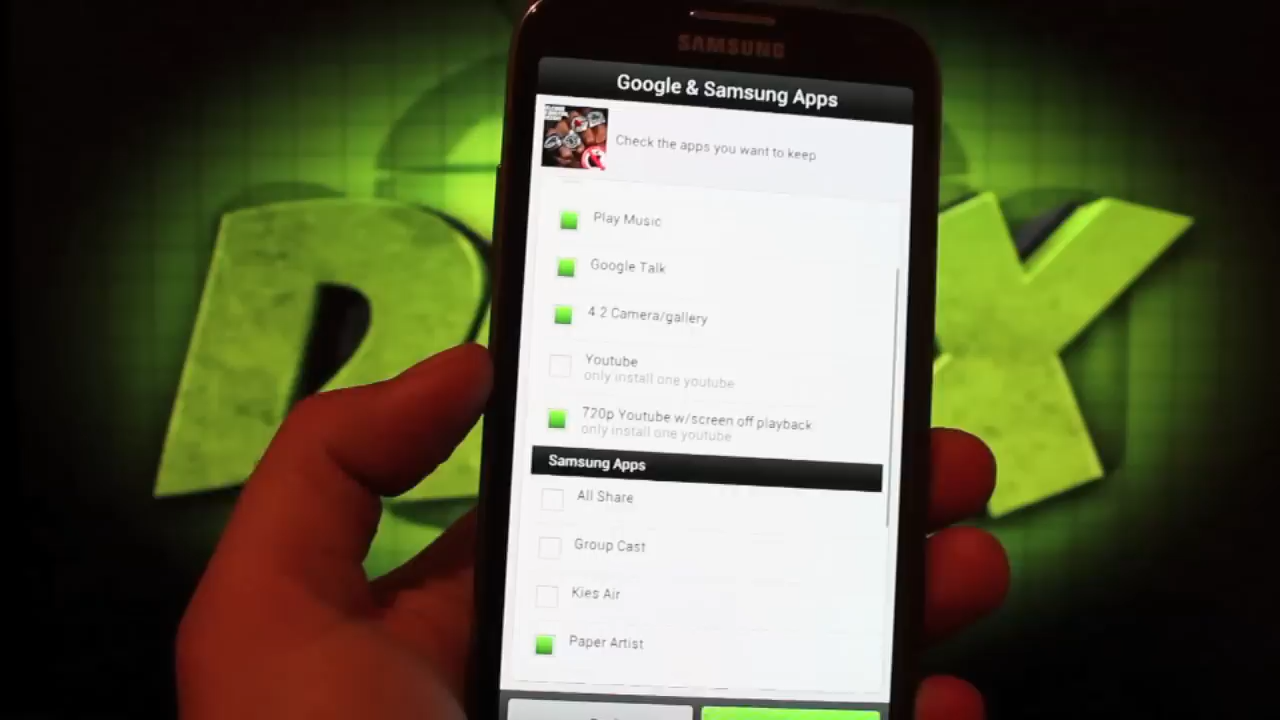 SAMSUNG
Google & Samsung Apps
Check the apps you want to keep
Play Music
Google Talk
4.2 Camera/gallery
Youtube
only install one youtube
720p Youtube w/screen off playback
only install one youtube
Samsung Apps
All Share
Group Cast
Kies Air
Paper Artist